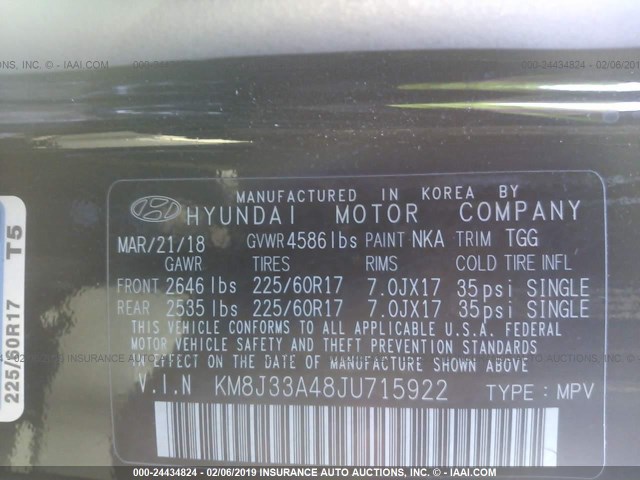 000-24434824 - 02/06/2019 INSURANCE AUTO AUCTIONS, INC. - © IAAI.COM
MANUFACTURED IN KOREA BY
HYUNDAI MOTOR COMPANY
MAR/21/18 GVWR 4586 lbs PAINT NKA TRIM TGG
GAWR TIRES RIMS COLD TIRE INFL
FRONT 2646 lbs 225/60R17 7.0JX17 35psi SINGLE
REAR 2535 lbs 225/60R17 7.0JX17 35psi SINGLE
THIS VEHICLE CONFORMS TO ALL APPLICABLE U.S.A. FEDERAL
MOTOR VEHICLE SAFETY AND THEFT PREVENTION STANDARDS
IN EFFECT ON THE DATE OF MANUFACTURE SHOWN ABOVE
V.I.N KM8J33A48JU715922 TYPE : MPV
225/60R17 T5
000-24434824 - 02/06/2019 INSURANCE AUTO AUCTIONS, INC. - © IAAI.COM